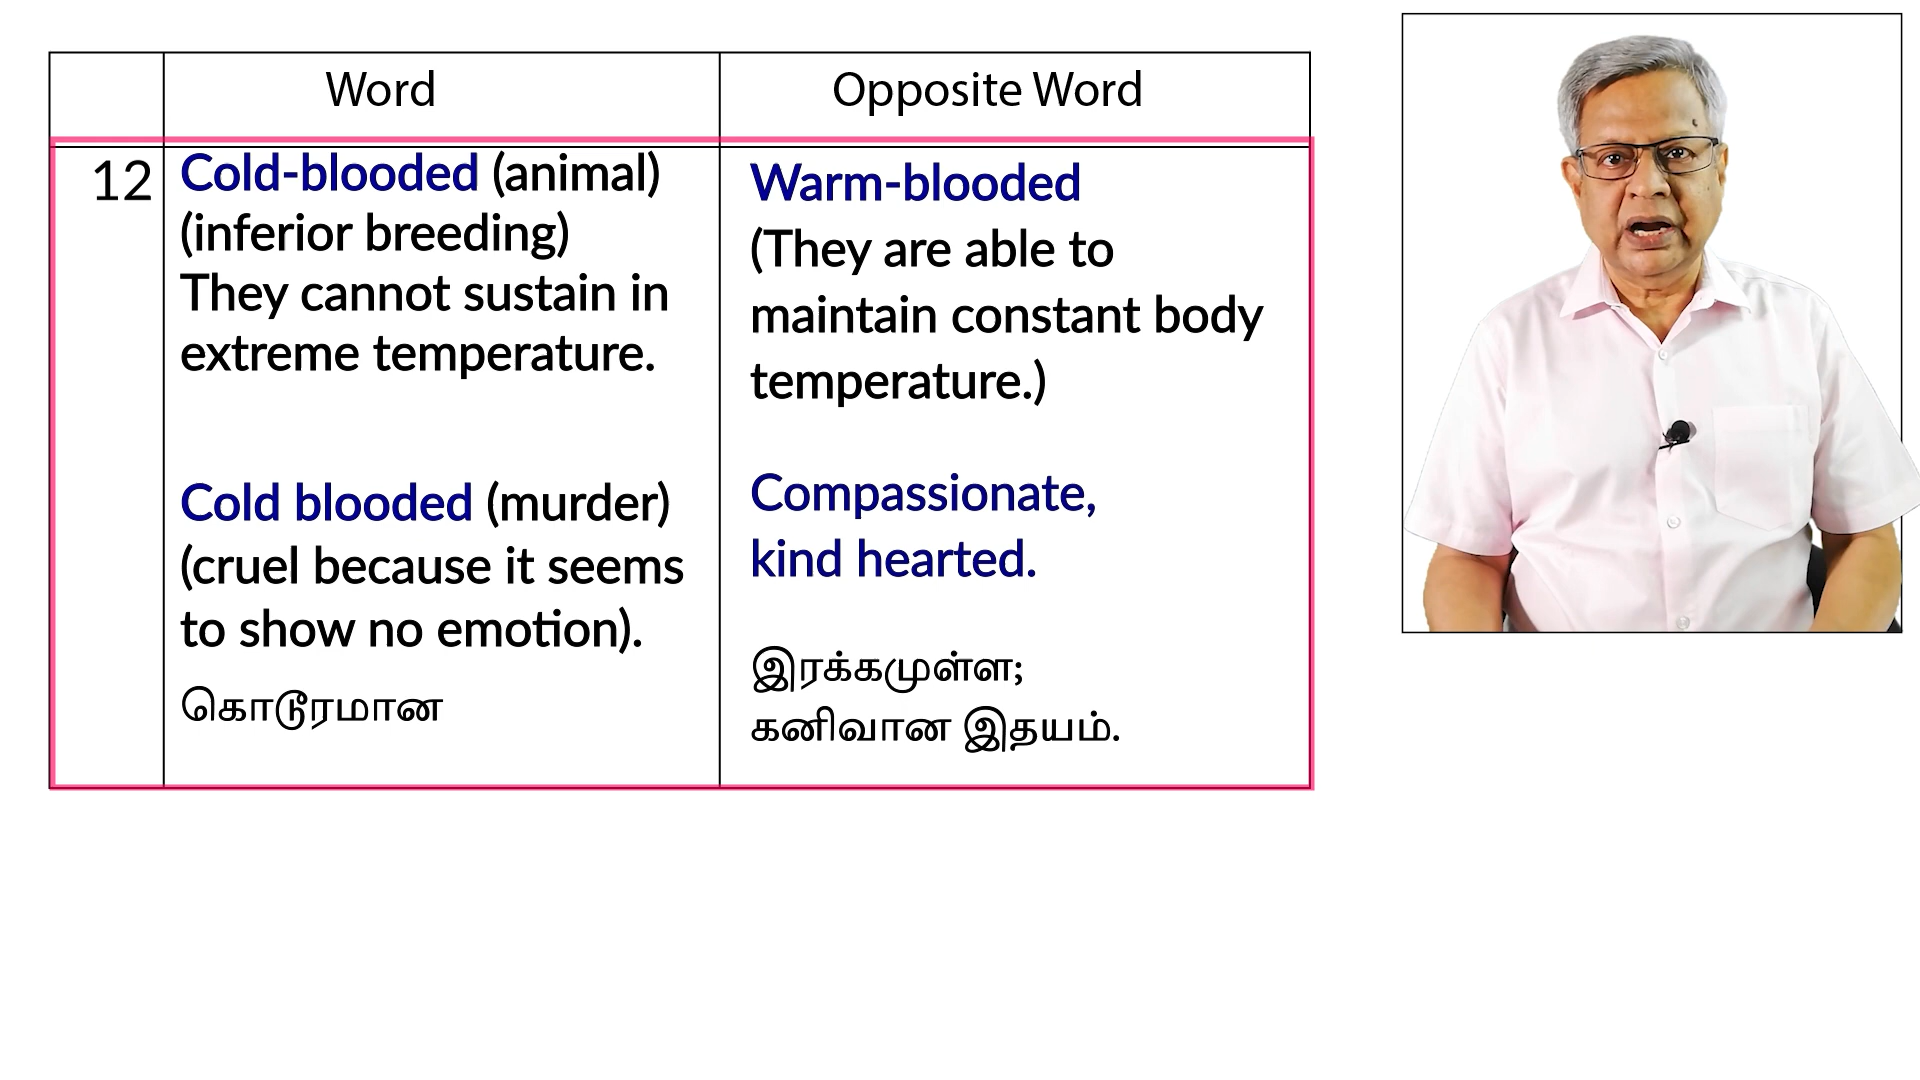 Word
Opposite Word
12
Cold-blooded (animal)
(inferior breeding)
They cannot sustain in
extreme temperature.
Cold blooded (murder)
(cruel because it seems
to show no emotion).
கொடூரமான
Warm-blooded
(They are able to
maintain constant body
temperature.)
Compassionate,
kind hearted.
இரக்கமுள்ள;
கனிவான இதயம்.